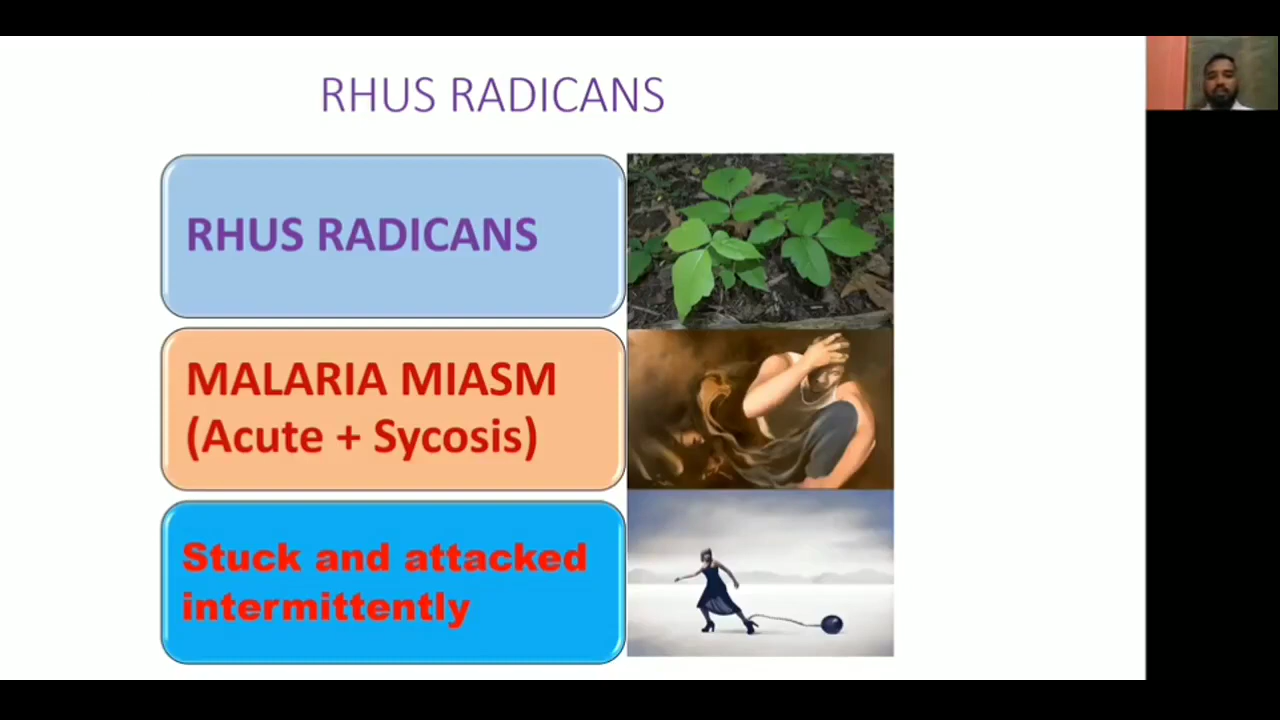 RHUS RADICANS
RHUS RADICANS
MALARIA MIASM
(Acute + Sycosis)
Stuck and attacked
intermittently